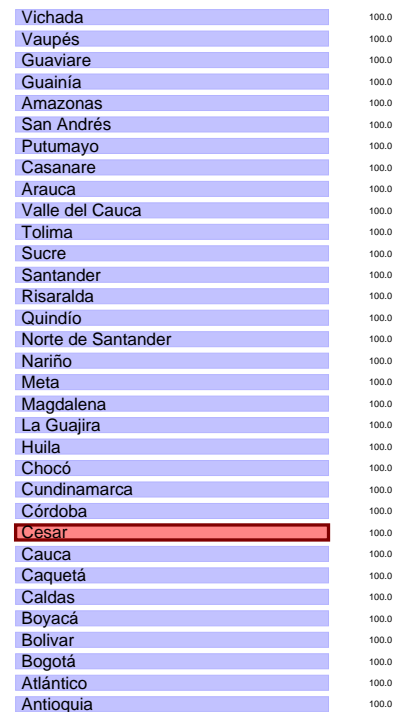 Vichada 100.0
Vaupés 100.0
Guaviare 100.0
Guainía 100.0
Amazonas 100.0
San Andrés 100.0
Putumayo 100.0
Casanare 100.0
Arauca 100.0
Valle del Cauca 100.0
Tolima 100.0
Sucre 100.0
Santander 100.0
Risaralda 100.0
Quindío 100.0
Norte de Santander 100.0
Nariño 100.0
Meta 100.0
Magdalena 100.0
La Guajira 100.0
Huila 100.0
Chocó 100.0
Cundinamarca 100.0
Córdoba 100.0
Cesar 100.0
Cauca 100.0
Caquetá 100.0
Caldas 100.0
Boyacá 100.0
Bolivar 100.0
Bogotá 100.0
Atlántico 100.0
Antioquia 100.0